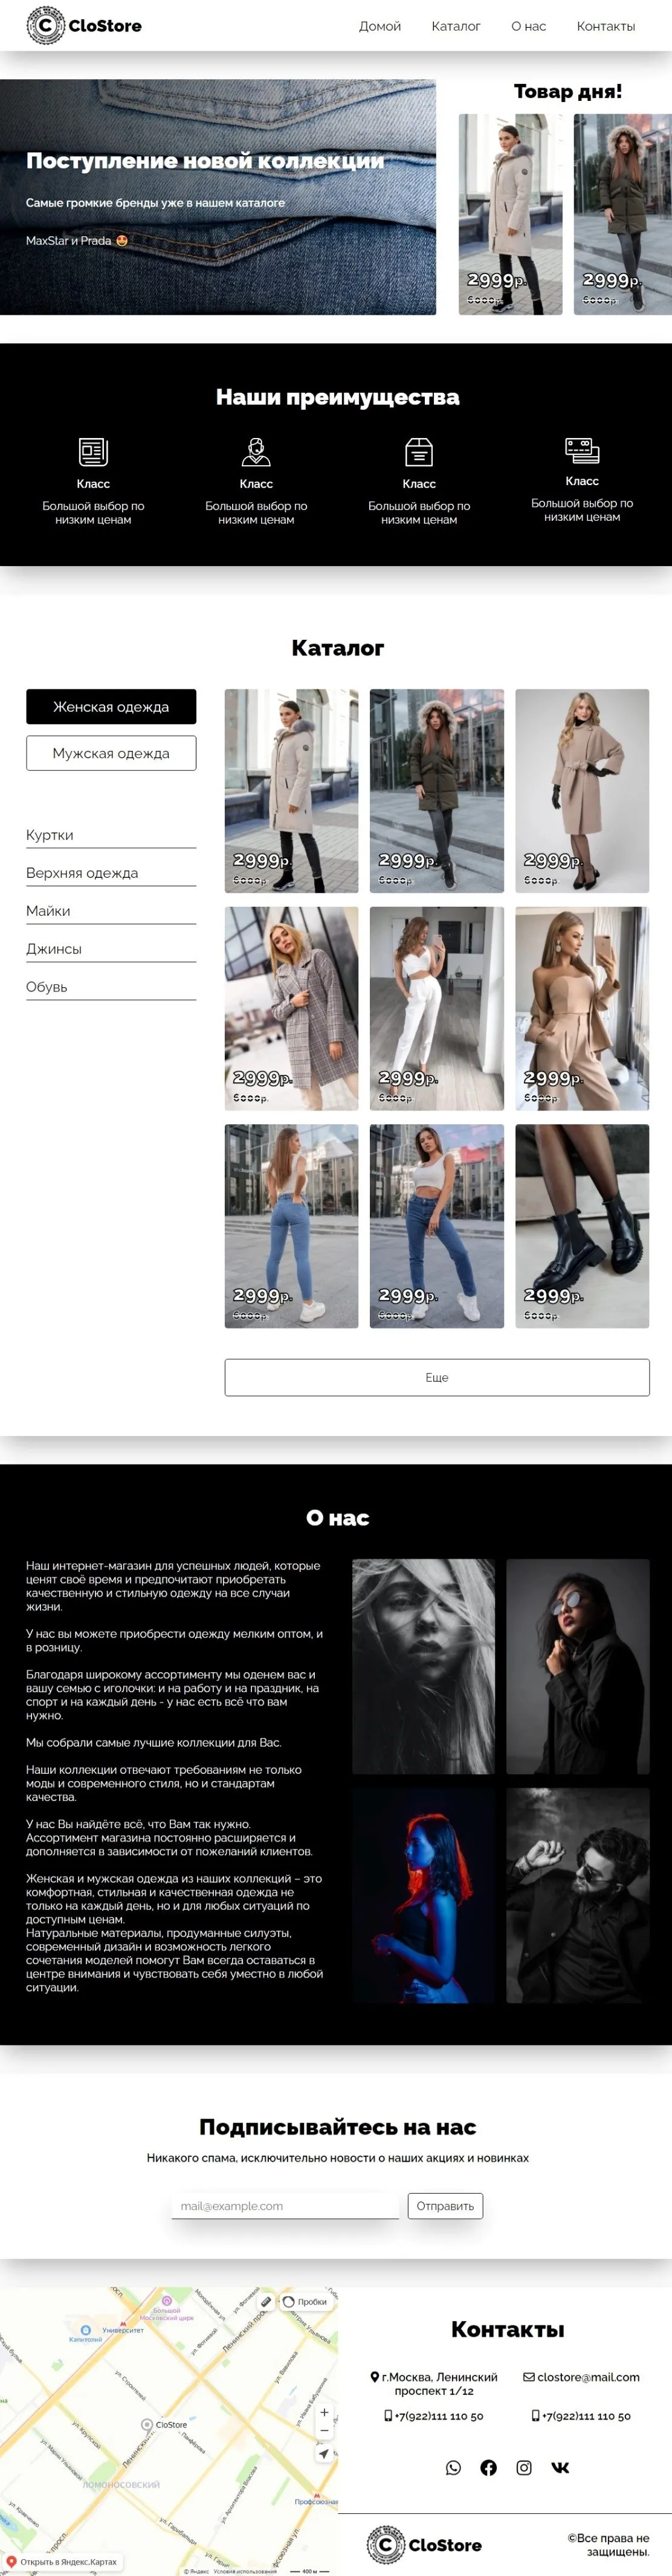 CloStore
Домой Каталог О нас Контакты
Поступление новой коллекции
Самые громкие бренды уже в нашем каталоге
MaxStar и Prada 🤩
Товар дня!
2999р. 2999р.
6000р. 6000р.
Наши преимущества
Класс Класс Класс Класс
Большой выбор по низким ценам
Большой выбор по низким ценам
Большой выбор по низким ценам
Большой выбор по низким ценам
Каталог
Женская одежда
Мужская одежда
Куртки
Верхняя одежда
Майки
Джинсы
Обувь
2999р. 2999р. 2999р.
6000р. 6000р. 6000р.
2999р. 2999р. 2999р.
6000р. 6000р. 6000р.
2999р. 2999р. 2999р.
6000р. 6000р. 6000р.
Еще
О нас
Наш интернет-магазин для успешных людей, которые
ценят своё время и предпочитают приобретать
качественную и стильную одежду на все случаи
жизни.
У нас вы можете приобрести одежду мелким оптом, и
в розницу.
Благодаря широкому ассортименту мы оденем вас и
вашу семью с иголочки: и на работу и на праздник, на
спорт и на каждый день - у нас есть всё что вам
нужно.
Мы собрали самые лучшие коллекции для Вас.
Наши коллекции отвечают требованиям не только
моды и современного стиля, но и стандартам
качества.
У нас Вы найдёте всё, что Вам так нужно.
Ассортимент магазина постоянно расширяется и
дополняется в зависимости от пожеланий клиентов.
Женская и мужская одежда из наших коллекций – это
комфортная, стильная и качественная одежда не
только на каждый день, но и для любых ситуаций по
доступным ценам.
Натуральные материалы, продуманные силуэты,
современный дизайн и возможность легкого
сочетания моделей помогут Вам всегда оставаться в
центре внимания и чувствовать себя уместно в любой
ситуации.
Подписывайтесь на нас
Никакого спама, исключительно новости о наших акциях и новинках
mail@example.com Отправить
Пробки
Большой
Московский цирк
Университет
Капитолий
ул. Строителей
ул. Крупской
CloStore
ЛОМОНОСОВСКИЙ
Профсоюзная
Открыть в Яндекс.Картах
© Яндекс Условия использования 400 м
Контакты
г.Москва, Ленинский
проспект 1/12
clostore@mail.com
+7(922)111 110 50 +7(922)111 110 50
CloStore
©Все права не
защищены.